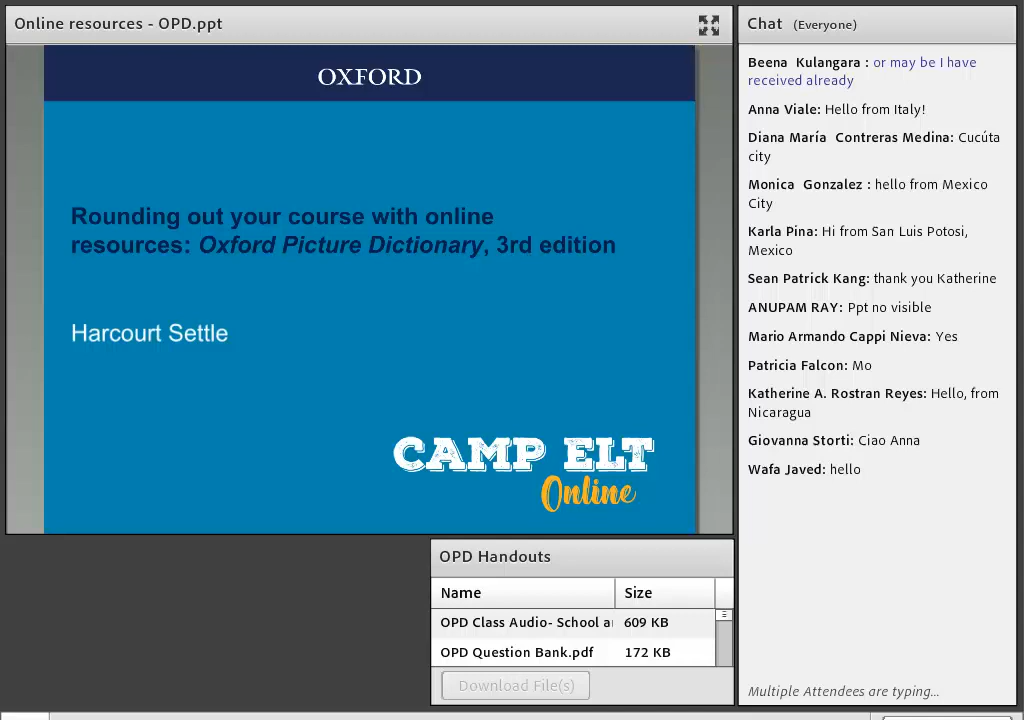 Online resources - OPD.ppt
OXFORD
Rounding out your course with online
resources: Oxford Picture Dictionary, 3rd edition
Harcourt Settle
CAMP ELT
Online
OPD Handouts
Name Size
OPD Class Audio- School 609 KB
OPD Question Bank.pdf 172 KB
Download File(s)
Chat (Everyone)
Beena Kulangara : or may be I have
received already
Anna Viale: Hello from Italy!
Diana María Contreras Medina: Cucúta
city
Monica Gonzalez : hello from Mexico
City
Karla Pina: Hi from San Luis Potosi,
Mexico
Sean Patrick Kang: thank you Katherine
ANUPAM RAY: Ppt no visible
Mario Armando Cappi Nieva: Yes
Patricia Falcon: Mo
Katherine A. Rostran Reyes: Hello, from
Nicaragua
Giovanna Storti: Ciao Anna
Wafa Javed: hello
Multiple Attendees are typing...